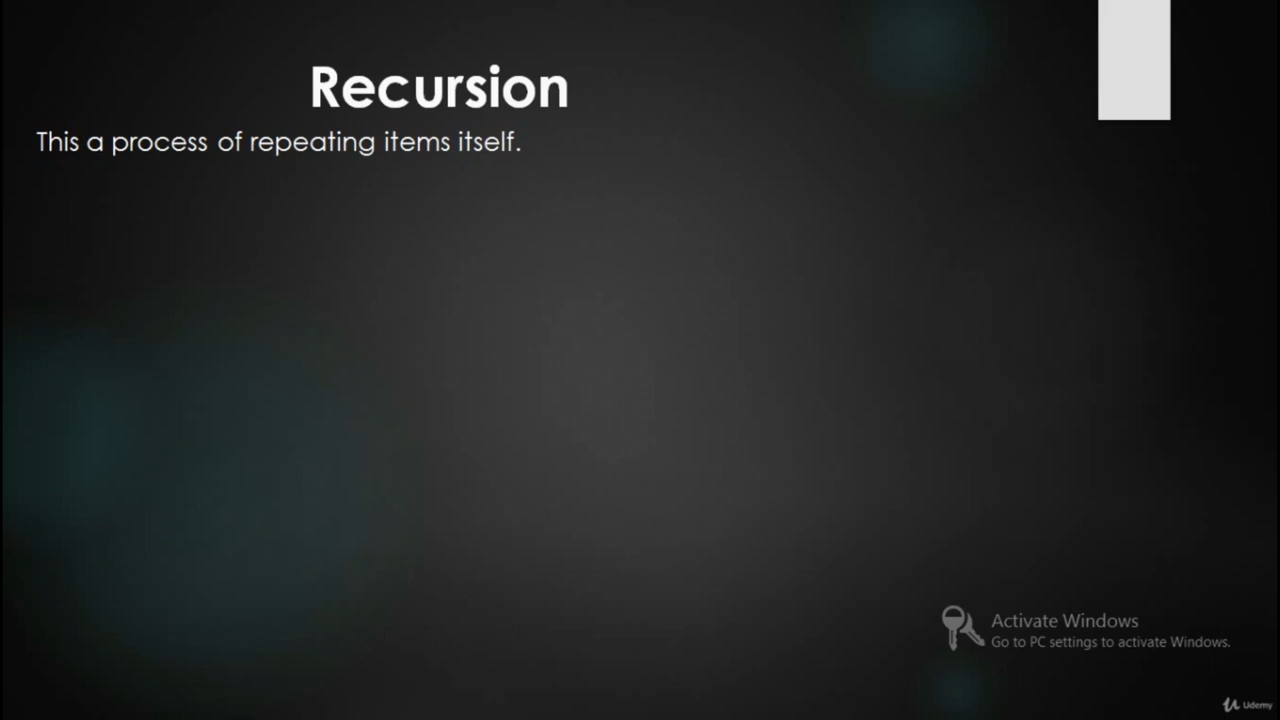 Recursion
This a process of repeating items itself.
Activate Windows
Go to PC settings to activate Windows.
Udemy